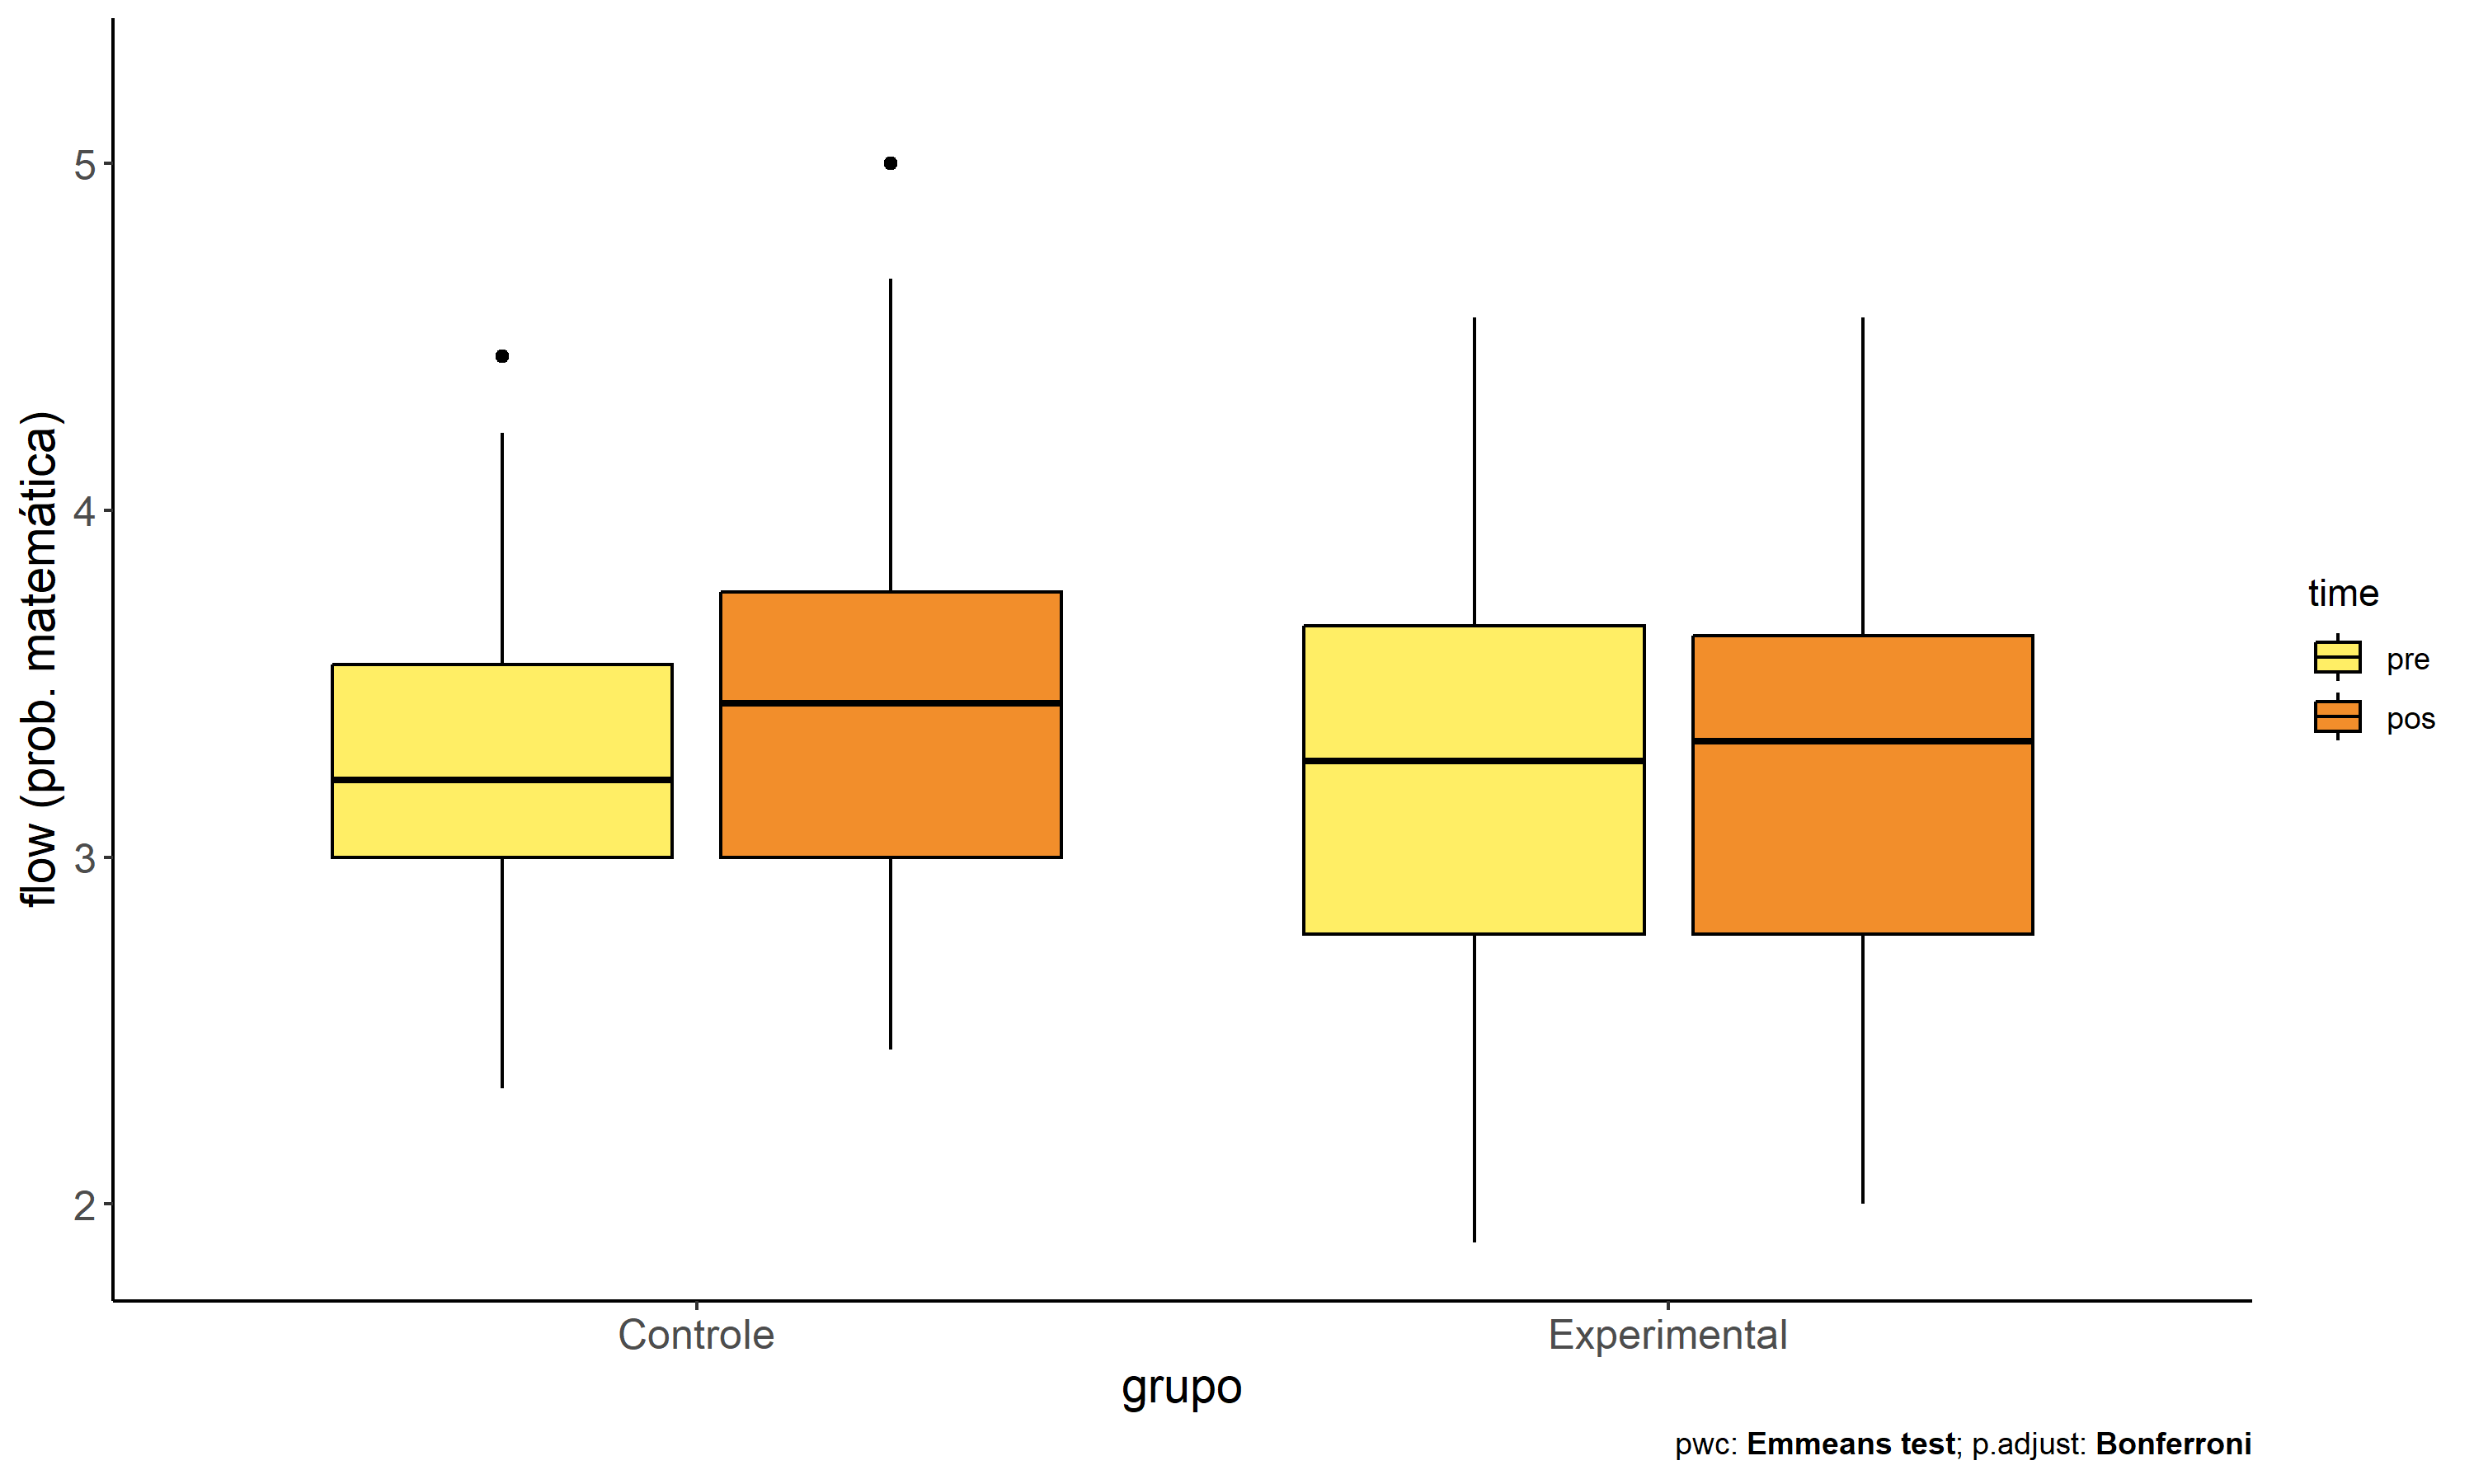 flow (prob. matemática)
5
4
3
2
Controle
Experimental
grupo
time
pre
pos
pwc: Emmeans test; p.adjust: Bonferroni